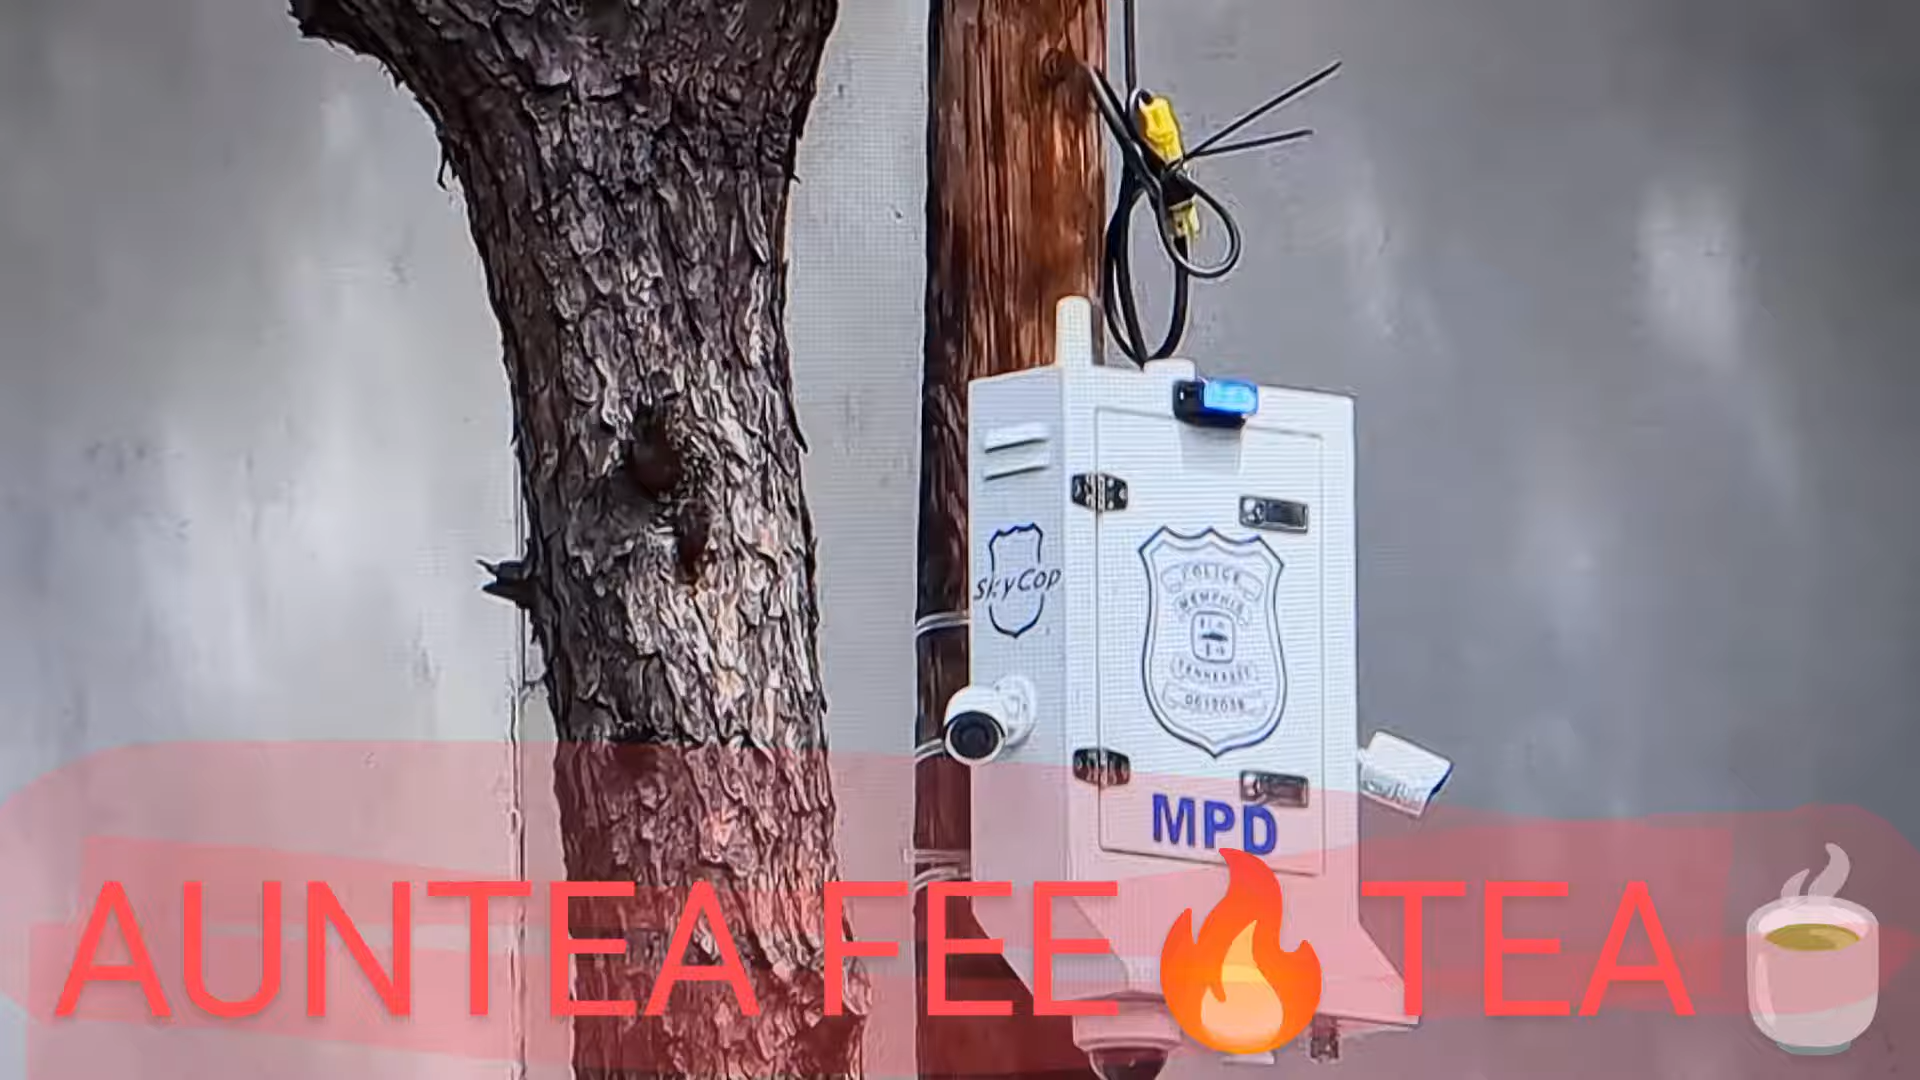 SkyCop
POLICE
MEMPHIS
TENNESSEE
MPD
AUNTEA FEE🔥TEA🍵